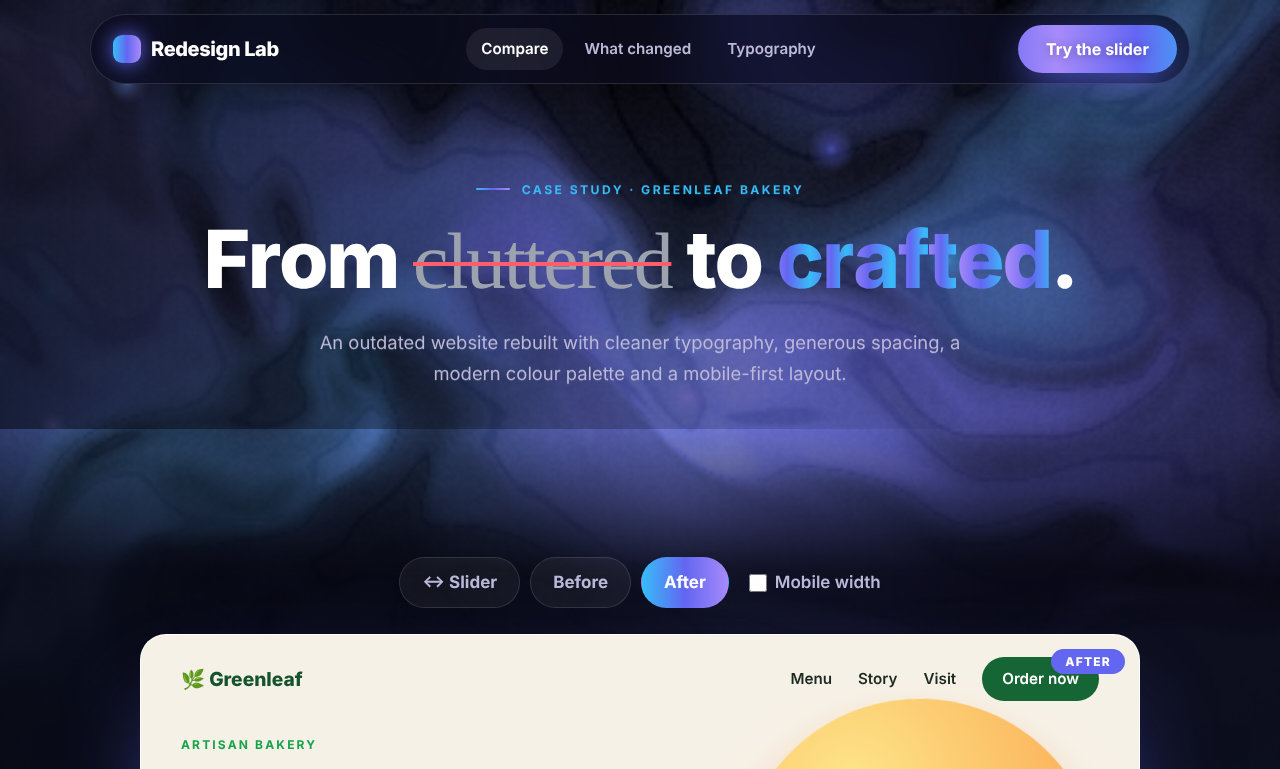 Redesign Lab
Compare
What changed
Typography
Try the slider
CASE STUDY · GREENLEAF BAKERY
From cluttered to crafted.
An outdated website rebuilt with cleaner typography, generous spacing, a
modern colour palette and a mobile-first layout.
↔ Slider
Before
After
Mobile width
AFTER
🌿 Greenleaf
Menu
Story
Visit
Order now
ARTISAN BAKERY